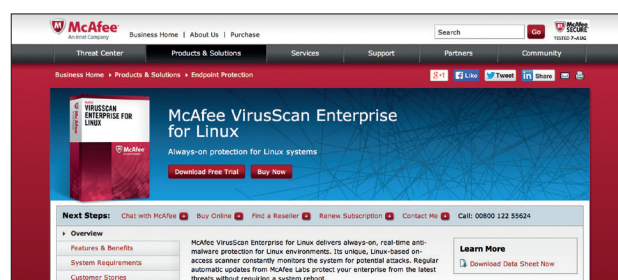 McAfee
An Intel Company
Business Home | About Us | Purchase
Search
Go
McAfee SECURE
TESTED 7-AUG
Threat Center
Products & Solutions
Services
Support
Partners
Community
Business Home ▸ Products & Solutions ▸ Endpoint Protection
g +1
Like
Tweet
in Share
VIRUSSCAN
ENTERPRISE FOR
LINUX
McAfee
McAfee VirusScan Enterprise
for Linux
Always-on protection for Linux systems
Download Free Trial
Buy Now
Next Steps: Chat with McAfee Buy Online Find a Reseller Renew Subscription Contact Me Call: 00800 122 55624
Overview
Features & Benefits
System Requirements
Customer Stories
McAfee VirusScan Enterprise for Linux delivers always-on, real-time anti-
malware protection for Linux environments. Its unique, Linux-based on-
access scanner constantly monitors the system for potential attacks. Regular
automatic updates from McAfee Labs protect your enterprise from the latest
threats without requiring a system reboot.
Learn More
Download Data Sheet Now